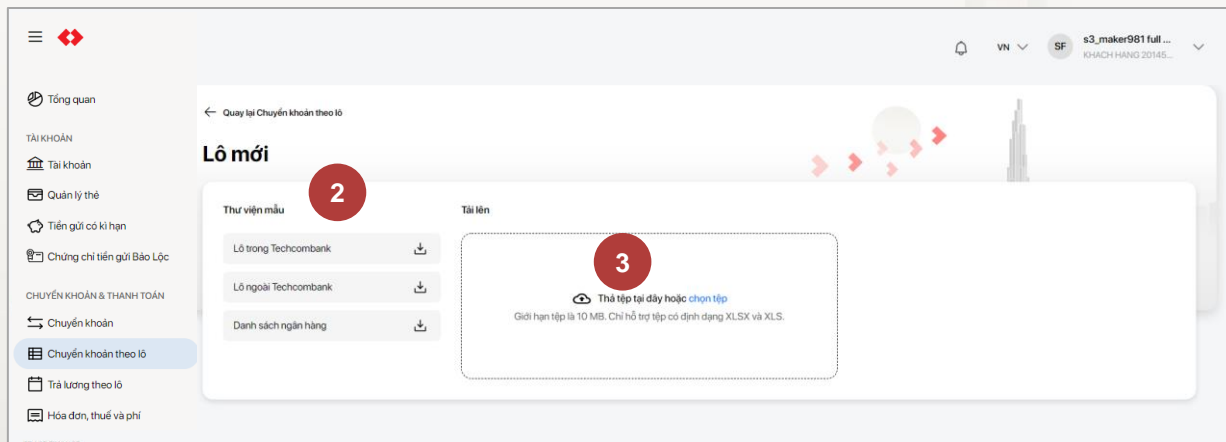 VN
SF
s3_maker981 full ...
KHACH HANG 20145...
Tổng quan
TÀI KHOẢN
Tài khoản
Quản lý thẻ
Tiền gửi có kì hạn
Chứng chỉ tiền gửi Bảo Lộc
CHUYỂN KHOẢN & THANH TOÁN
Chuyển khoản
Chuyển khoản theo lô
Trả lương theo lô
Hóa đơn, thuế và phí
Quay lại Chuyển khoản theo lô
Lô mới
2
Thư viện mẫu
Lô trong Techcombank
Lô ngoài Techcombank
Danh sách ngân hàng
Tải lên
3
Thả tệp tại đây hoặc chọn tệp
Giới hạn tệp là 10 MB. Chỉ hỗ trợ tệp có định dạng XLSX và XLS.